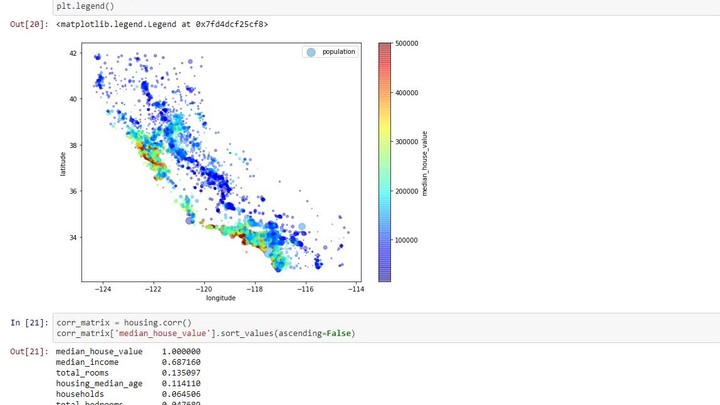 plt.legend()
Out[20]: <matplotlib.legend.Legend at 0x7fd4dcf25cf8>
population
500000
400000
300000
200000
100000
median_house_value
42
40
38
36
34
latitude
−124
−122
−120
−118
−116
−114
longitude
In [21]: corr_matrix = housing.corr()
corr_matrix['median_house_value'].sort_values(ascending=False)
Out[21]: median_house_value 1.000000
median_income 0.687160
total_rooms 0.135097
housing_median_age 0.114110
households 0.064506
total_bedrooms 0.047689